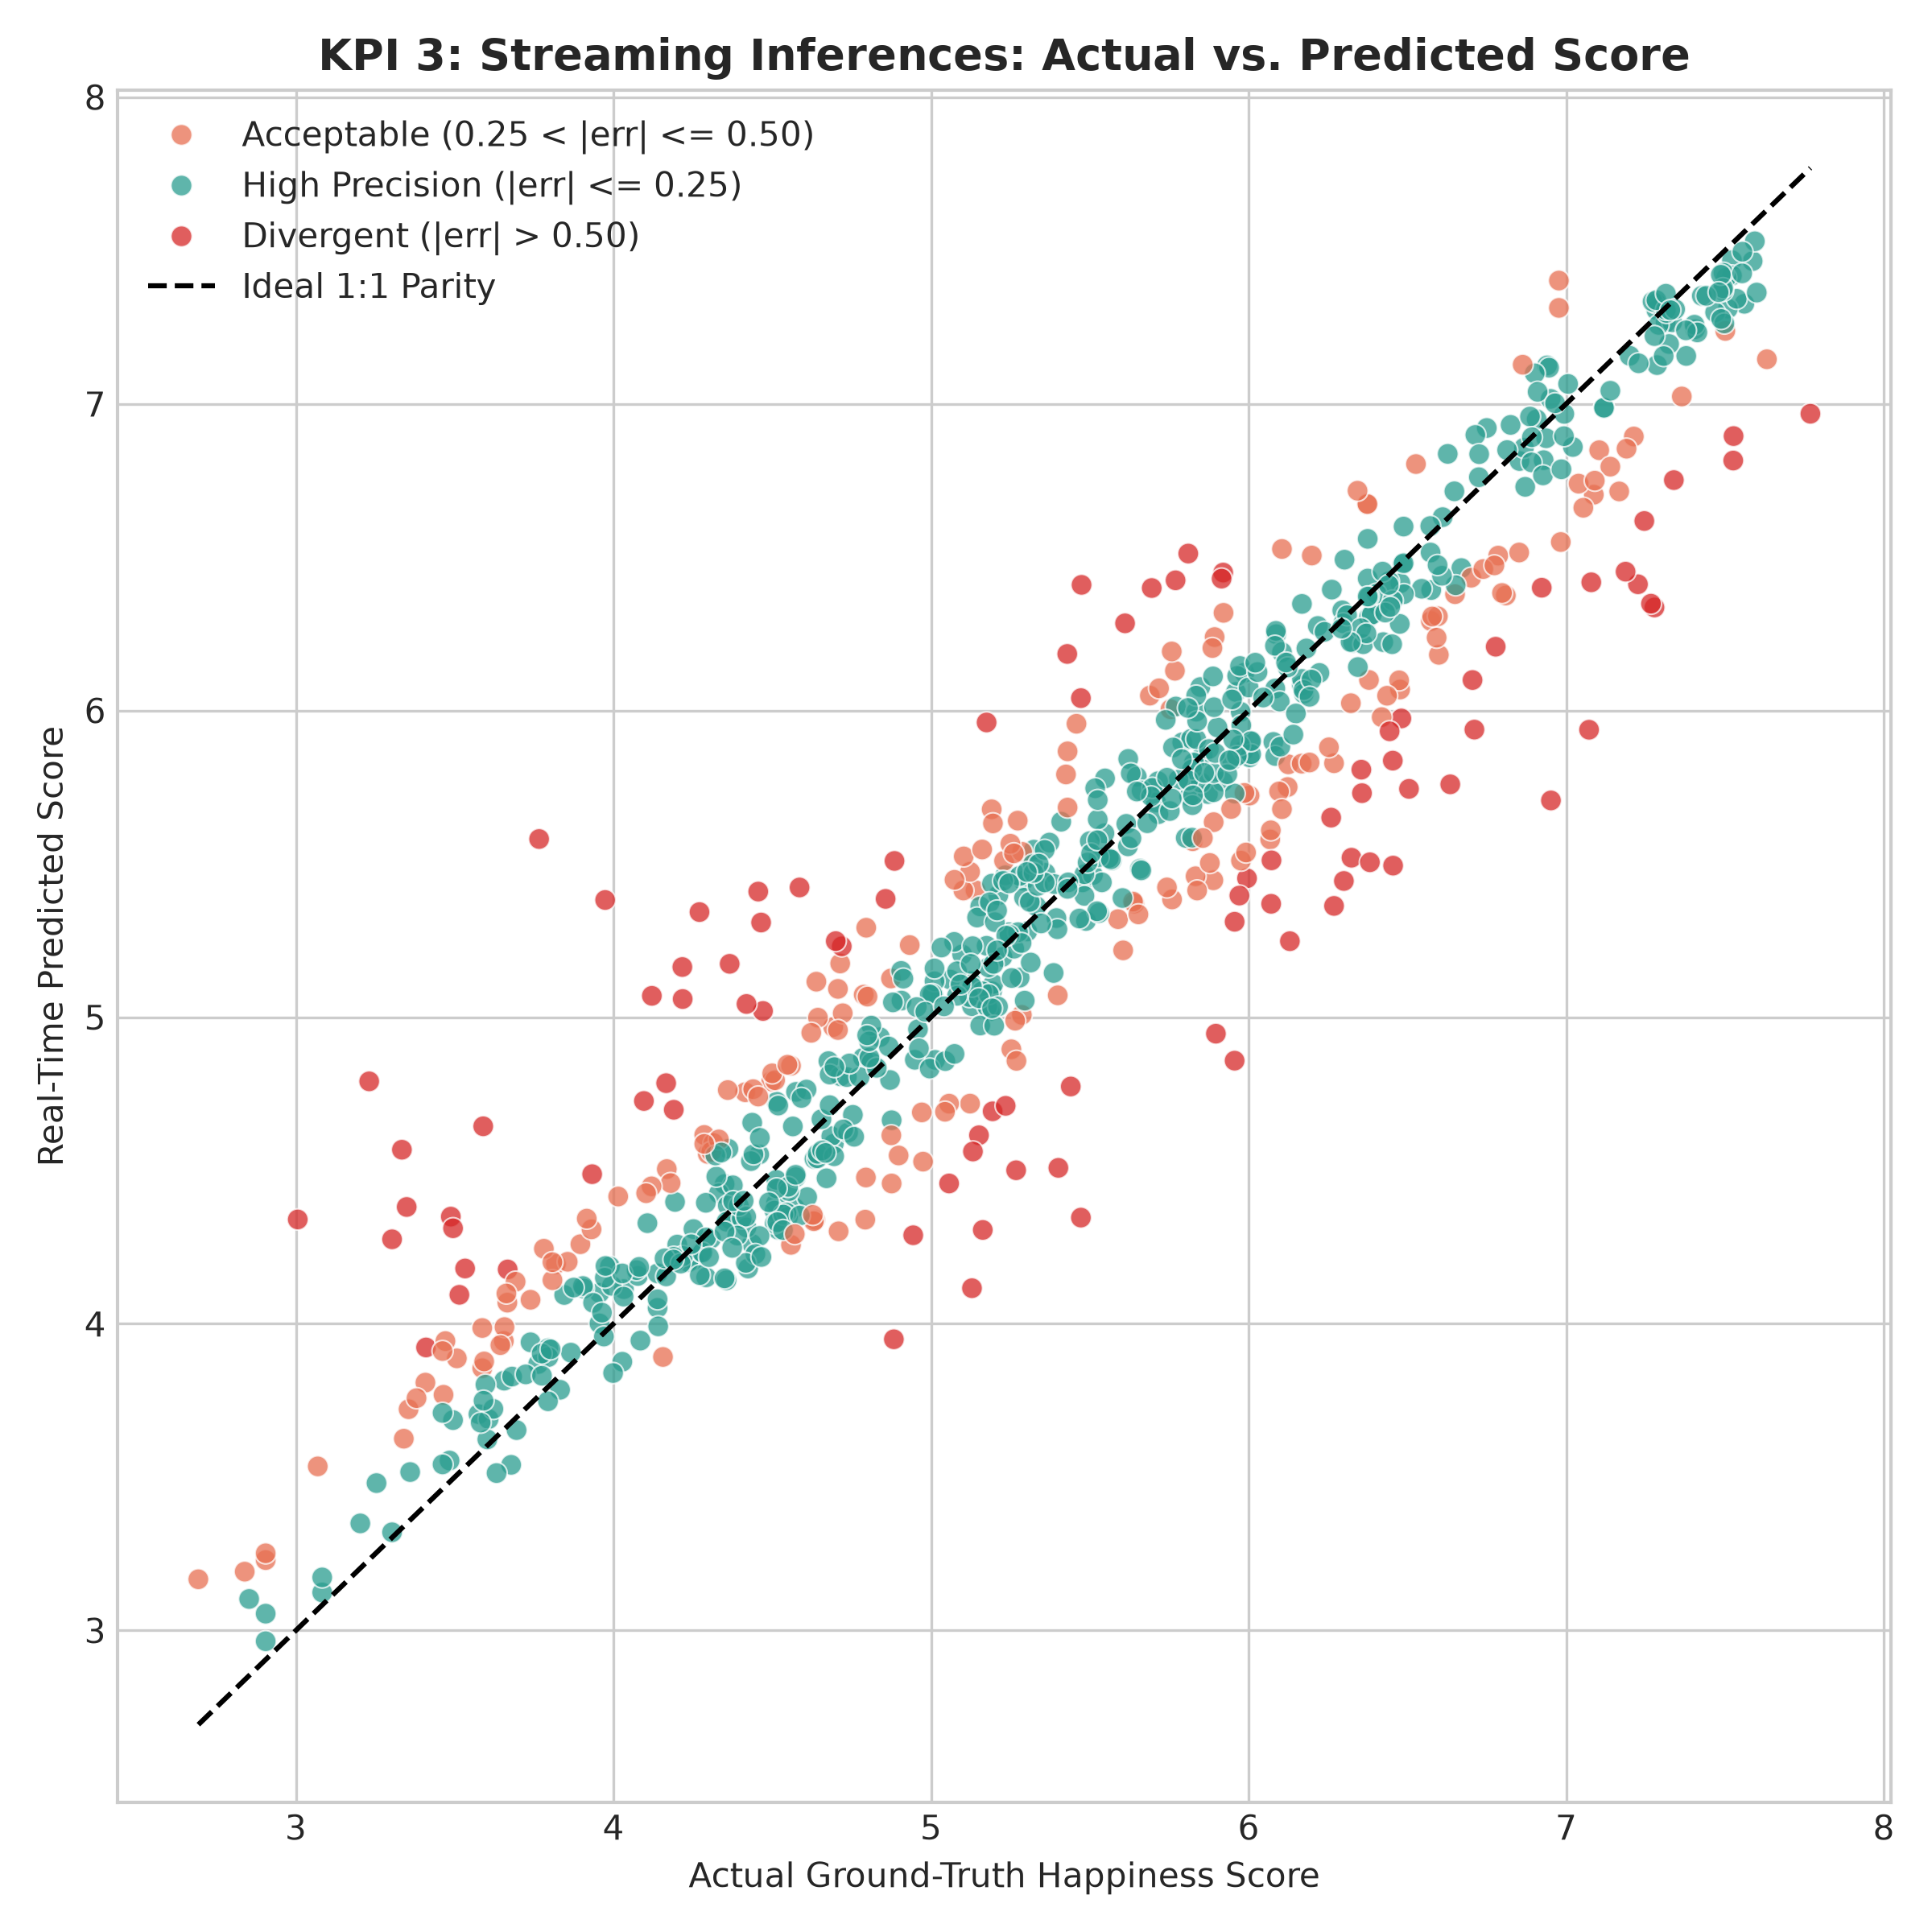 KPI 3: Streaming Inferences: Actual vs. Predicted Score
8
Acceptable (0.25 < |err| <= 0.50)
High Precision (|err| <= 0.25)
Divergent (|err| > 0.50)
Ideal 1:1 Parity
7
6
5
4
3
Real-Time Predicted Score
3 4 5 6 7 8
Actual Ground-Truth Happiness Score